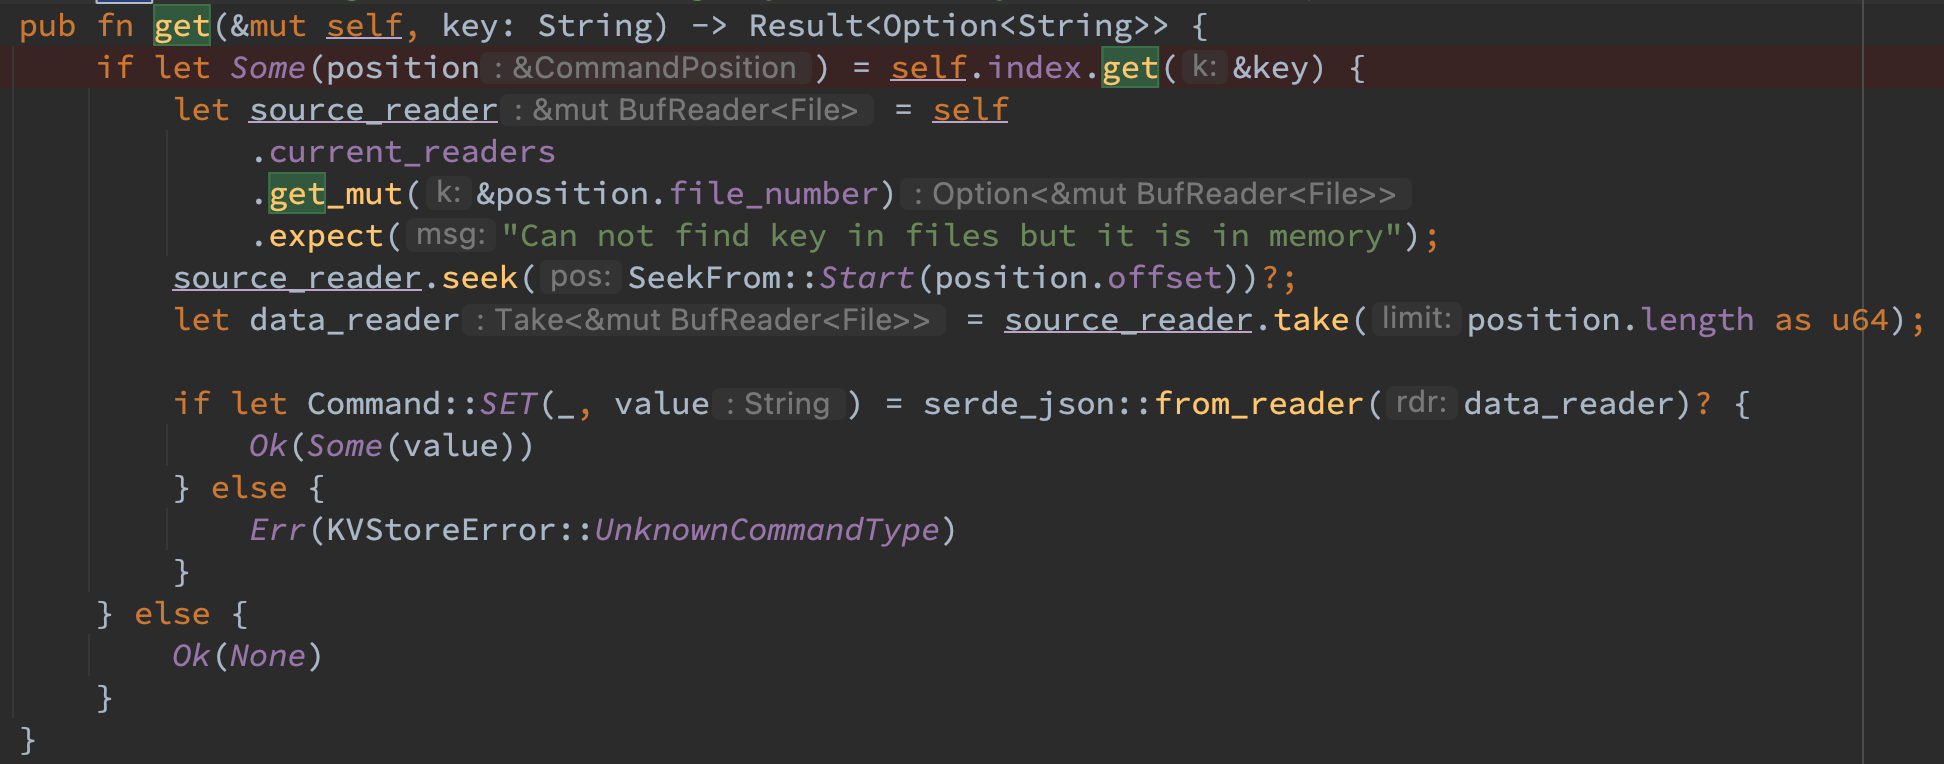 pub fn get(&mut self, key: String) -> Result<Option<String>> {
    if let Some(position : &CommandPosition ) = self.index.get( k: &key) {
        let source_reader : &mut BufReader<File> = self
            .current_readers
            .get_mut( k: &position.file_number) : Option<&mut BufReader<File>>
            .expect( msg: "Can not find key in files but it is in memory");
        source_reader.seek( pos: SeekFrom::Start(position.offset))?;
        let data_reader : Take<&mut BufReader<File>> = source_reader.take( limit: position.length as u64);

        if let Command::SET(_, value : String ) = serde_json::from_reader( rdr: data_reader)? {
            Ok(Some(value))
        } else {
            Err(KVStoreError::UnknownCommandType)
        }
    } else {
        Ok(None)
    }
}